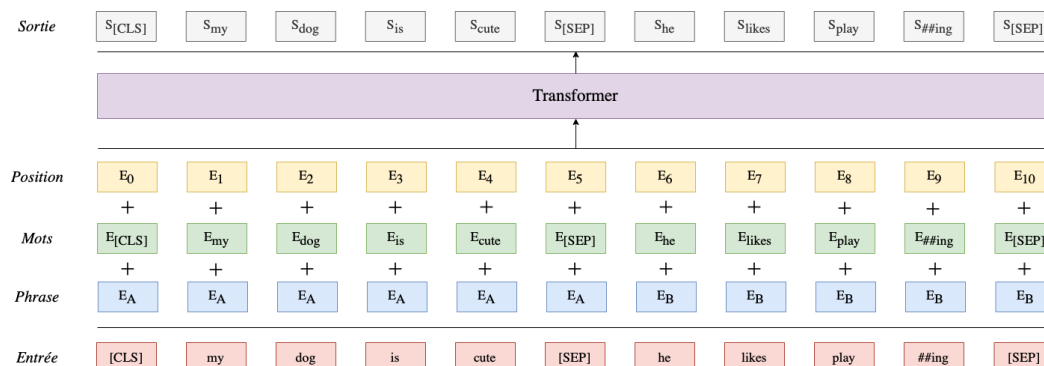 Sortie S[CLS] Smy Sdog Sis Scute S[SEP] She Slikes Splay S##ing S[SEP]
Transformer
Position E0 E1 E2 E3 E4 E5 E6 E7 E8 E9 E10
+ + + + + + + + + + +
Mots E[CLS] Emy Edog Eis Ecute E[SEP] Ehe Elikes Eplay E##ing E[SEP]
+ + + + + + + + + + +
Phrase EA EA EA EA EA EA EB EB EB EB EB
Entrée [CLS] my dog is cute [SEP] he likes play ##ing [SEP]